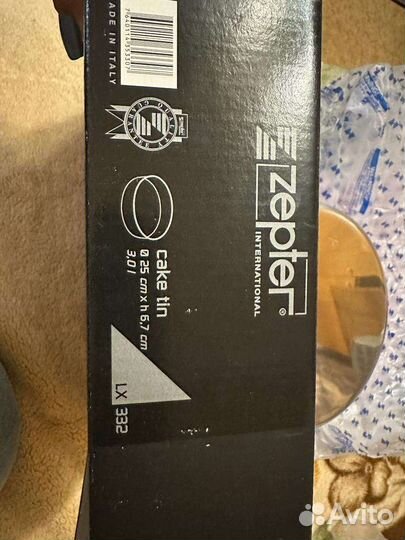 zepter®
INTERNATIONAL
cake tin
Ø 25 cm x h 6,7 cm
3,0 l
LX 332
MADE IN ITALY
Avito